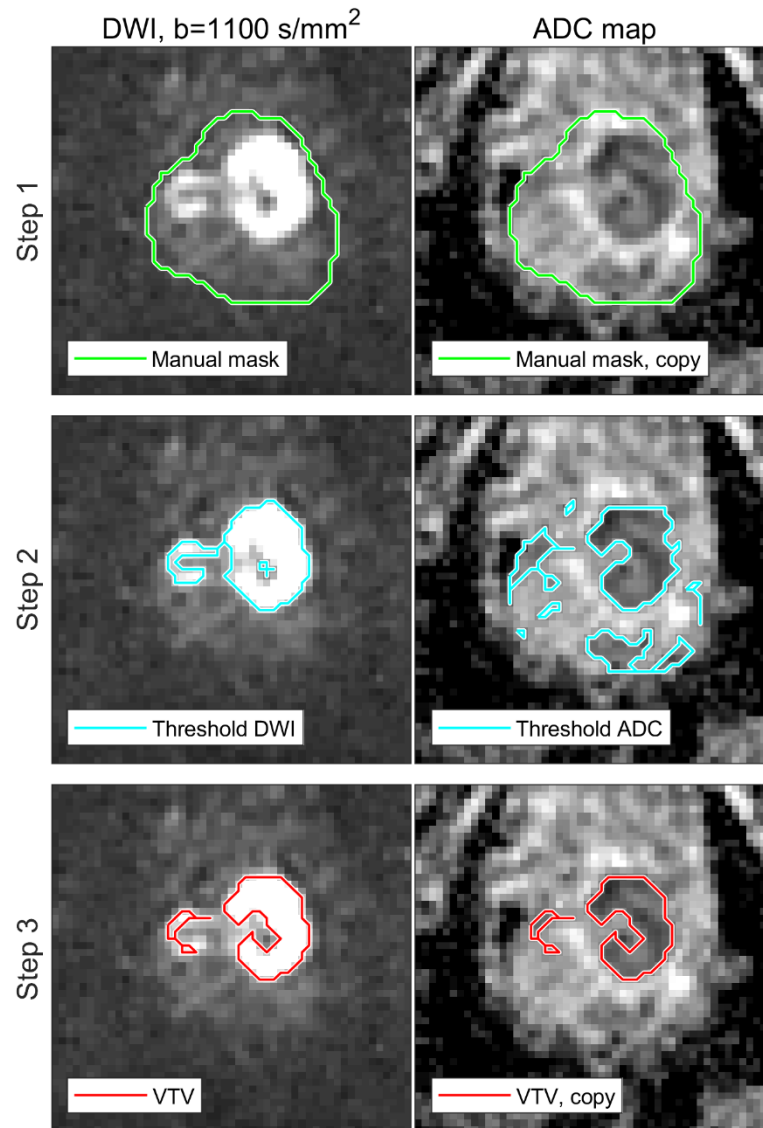 DWI, b=1100 s/mm²
ADC map
Step 1
Manual mask
Manual mask, copy
Step 2
Threshold DWI
Threshold ADC
Step 3
VTV
VTV, copy